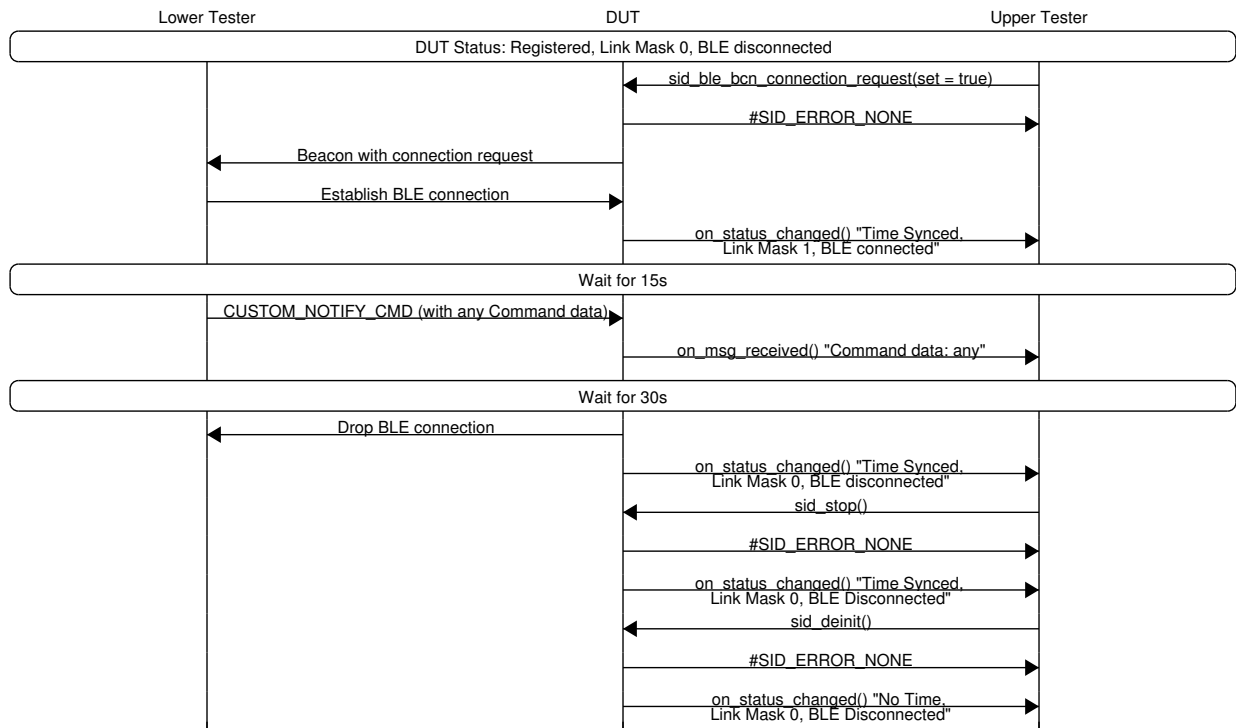 Lower Tester DUT Upper Tester
DUT Status: Registered, Link Mask 0, BLE disconnected
sid_ble_bcn_connection_request(set = true)
#SID_ERROR_NONE
Beacon with connection request
Establish BLE connection
on_status_changed() "Time Synced,
Link Mask 1, BLE connected"
Wait for 15s
CUSTOM_NOTIFY_CMD (with any Command data)
on_msg_received() "Command data: any"
Wait for 30s
Drop BLE connection
on_status_changed() "Time Synced,
Link Mask 0, BLE disconnected"
sid_stop()
#SID_ERROR_NONE
on_status_changed() "Time Synced,
Link Mask 0, BLE Disconnected"
sid_deinit()
#SID_ERROR_NONE
on_status_changed() "No Time,
Link Mask 0, BLE Disconnected"